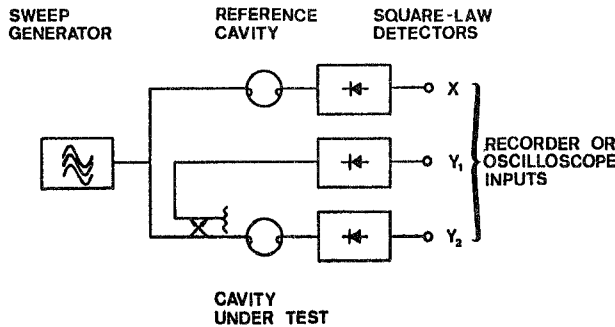 SWEEP
GENERATOR
REFERENCE
CAVITY
SQUARE-LAW
DETECTORS
X
Y1
Y2
RECORDER OR
OSCILLOSCOPE
INPUTS
CAVITY
UNDER TEST